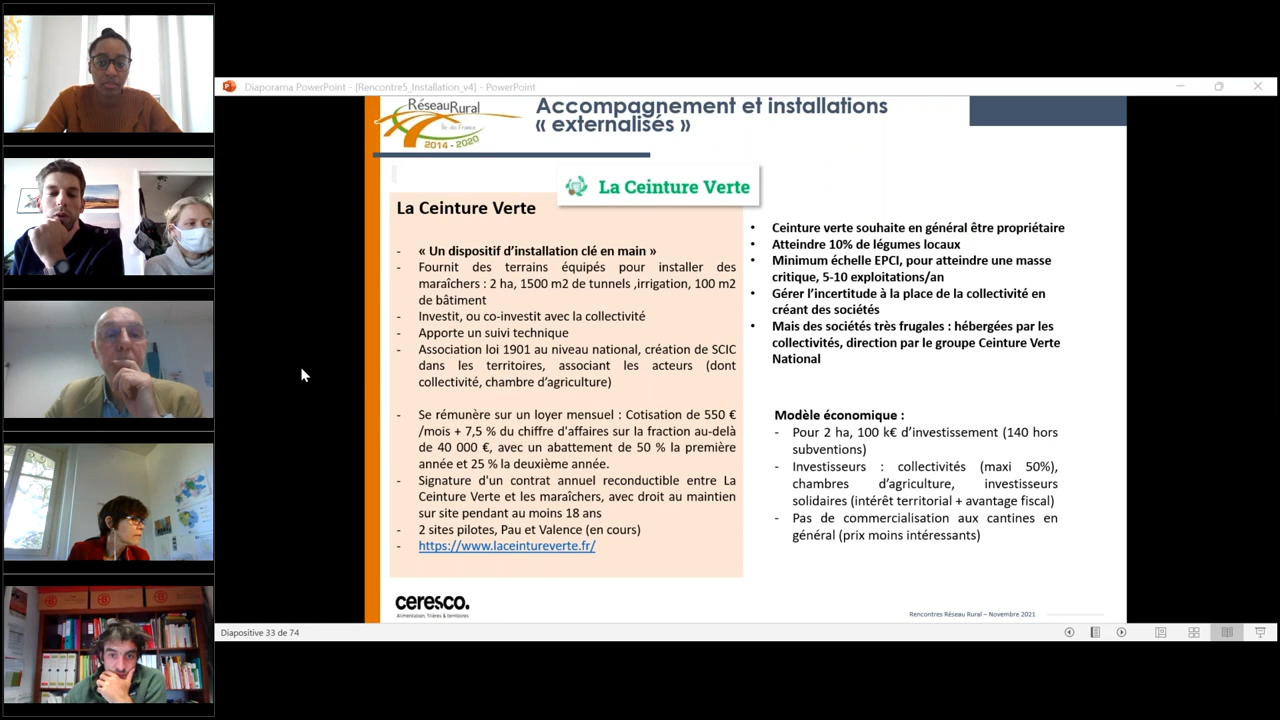 Diaporama PowerPoint - [Rencontre5_Installation_v4] - PowerPoint
RéseauRural
Île de France
2014 - 2020
Accompagnement et installations
« externalisés »
La Ceinture Verte
La Ceinture Verte
- « Un dispositif d’installation clé en main »
- Fournit des terrains équipés pour installer des
maraîchers : 2 ha, 1500 m2 de tunnels ,irrigation, 100 m2
de bâtiment
- Investit, ou co-investit avec la collectivité
- Apporte un suivi technique
- Association loi 1901 au niveau national, création de SCIC
dans les territoires, associant les acteurs (dont
collectivité, chambre d’agriculture)
- Se rémunère sur un loyer mensuel : Cotisation de 550 €
/mois + 7,5 % du chiffre d'affaires sur la fraction au-delà
de 40 000 €, avec un abattement de 50 % la première
année et 25 % la deuxième année.
- Signature d'un contrat annuel reconductible entre La
Ceinture Verte et les maraîchers, avec droit au maintien
sur site pendant au moins 18 ans
- 2 sites pilotes, Pau et Valence (en cours)
- https://www.laceintureverte.fr/
• Ceinture verte souhaite en général être propriétaire
• Atteindre 10% de légumes locaux
• Minimum échelle EPCI, pour atteindre une masse
critique, 5-10 exploitations/an
• Gérer l’incertitude à la place de la collectivité en
créant des sociétés
• Mais des sociétés très frugales : hébergées par les
collectivités, direction par le groupe Ceinture Verte
National
Modèle économique :
- Pour 2 ha, 100 k€ d’investissement (140 hors
subventions)
- Investisseurs : collectivités (maxi 50%),
chambres d’agriculture, investisseurs
solidaires (intérêt territorial + avantage fiscal)
- Pas de commercialisation aux cantines en
général (prix moins intéressants)
ceresco.
Alimentation, filières & territoires
Rencontres Réseau Rural – Novembre 2021
Diapositive 33 de 74